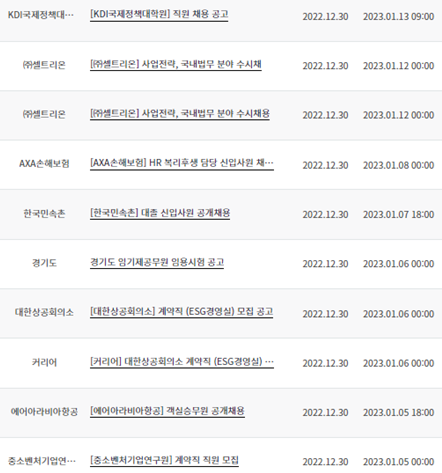 KDI국제정책대… [KDI국제정책대학원] 직원 채용 공고 2022.12.30 2023.01.13 09:00
㈜셀트리온 [㈜셀트리온] 사업전략, 국내법무 분야 수시채 2022.12.30 2023.01.12 00:00
㈜셀트리온 [㈜셀트리온] 사업전략, 국내법무 분야 수시채용 2022.12.30 2023.01.12 00:00
AXA손해보험 [AXA손해보험] HR 복리후생 담당 신입사원 채… 2022.12.30 2023.01.08 00:00
한국민속촌 [한국민속촌] 대졸 신입사원 공개채용 2022.12.30 2023.01.07 18:00
경기도 경기도 임기제공무원 임용시험 공고 2022.12.30 2023.01.06 00:00
대한상공회의소 [대한상공회의소] 계약직 (ESG경영실) 모집 공고 2022.12.30 2023.01.06 00:00
커리어 [커리어] 대한상공회의소 계약직 (ESG경영실) … 2022.12.30 2023.01.06 00:00
에어아라비아항공 [에어아라비아항공] 객실승무원 공개채용 2022.12.30 2023.01.05 18:00
중소벤처기업연… [중소벤처기업연구원] 계약직 직원 모집 2022.12.30 2023.01.05 00:00